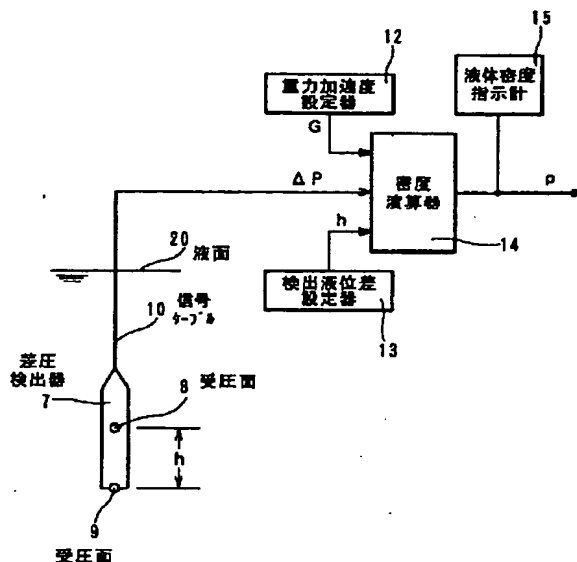 12
重力加速度
設定器
G
15
液体密度
指示計
ΔP
密度
演算器
14
ρ
h
検出液位差
設定器
13
20
液面
10
信号
ケーブル
差圧
検出器
7
8
受圧面
h
9
受圧面